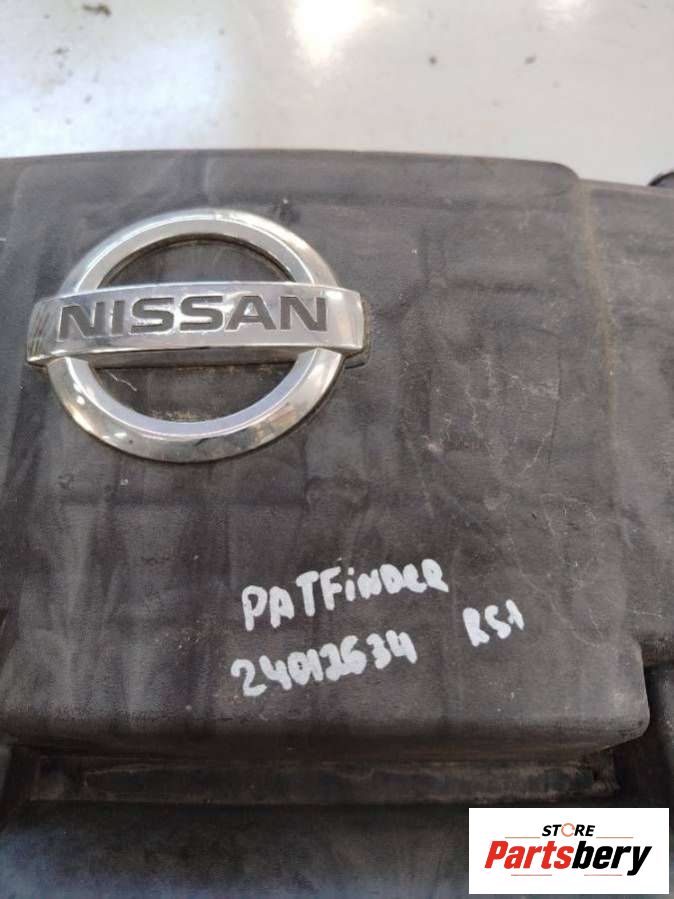 NISSAN
PATFiNDER
24012634 RS1
STORE
Partsbery